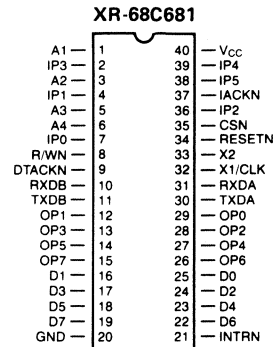 XR-68C681
A1 1 40 VCC
IP3 2 39 IP4
A2 3 38 IP5
IP1 4 37 IACKN
A3 5 36 IP2
A4 6 35 CSN
IP0 7 34 RESETN
R/WN 8 33 X2
DTACKN 9 32 X1/CLK
RXDB 10 31 RXDA
TXDB 11 30 TXDA
OP1 12 29 OP0
OP3 13 28 OP2
OP5 14 27 OP4
OP7 15 26 OP6
D1 16 25 D0
D3 17 24 D2
D5 18 23 D4
D7 19 22 D6
GND 20 21 INTRN